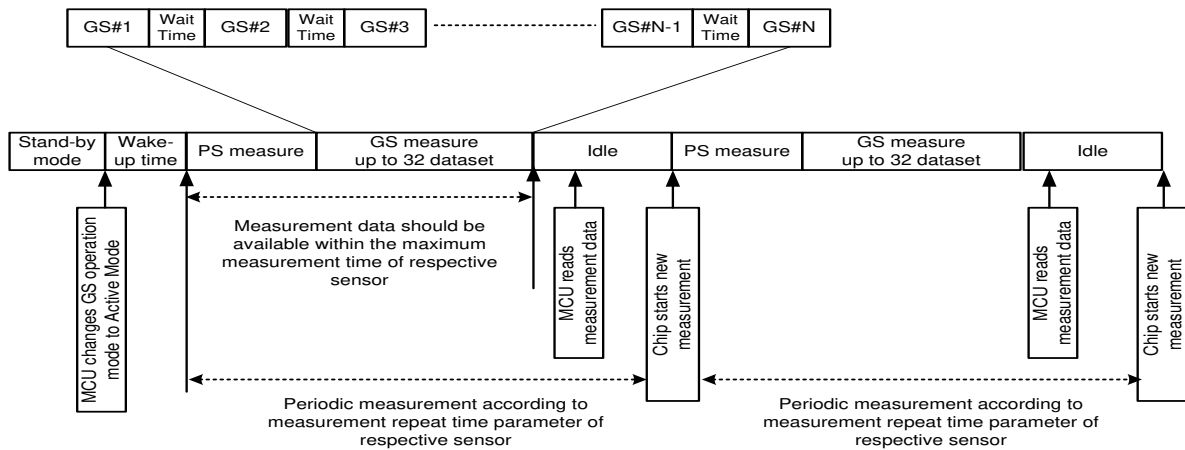 GS#1
Wait
Time
GS#2
Wait
Time
GS#3
GS#N-1
Wait
Time
GS#N
Stand-by
mode
Wake-
up time
PS measure
GS measure
up to 32 dataset
Idle
PS measure
GS measure
up to 32 dataset
Idle
MCU changes GS operation
mode to Active Mode
Measurement data should be
available within the maximum
measurement time of respective
sensor
MCU reads
measurement data
Chip starts new
measurement
MCU reads
measurement data
Chip starts new
measurement
Periodic measurement according to
measurement repeat time parameter of
respective sensor
Periodic measurement according to
measurement repeat time parameter of
respective sensor